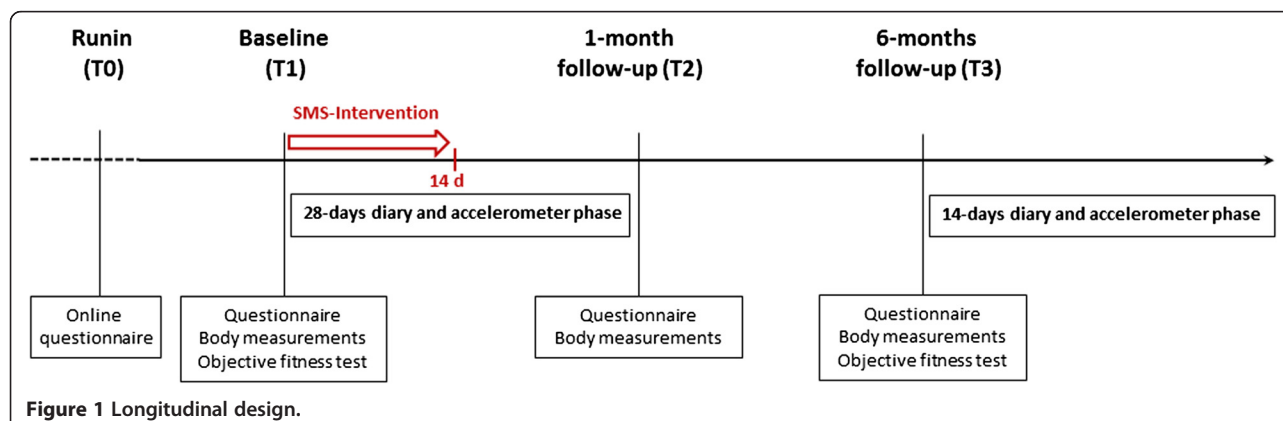 Runin
(T0)
Baseline
(T1)
1-month
follow-up (T2)
6-months
follow-up (T3)
SMS-Intervention
14 d
28-days diary and accelerometer phase
14-days diary and accelerometer phase
Online
questionnaire
Questionnaire
Body measurements
Objective fitness test
Questionnaire
Body measurements
Questionnaire
Body measurements
Objective fitness test
Figure 1 Longitudinal design.